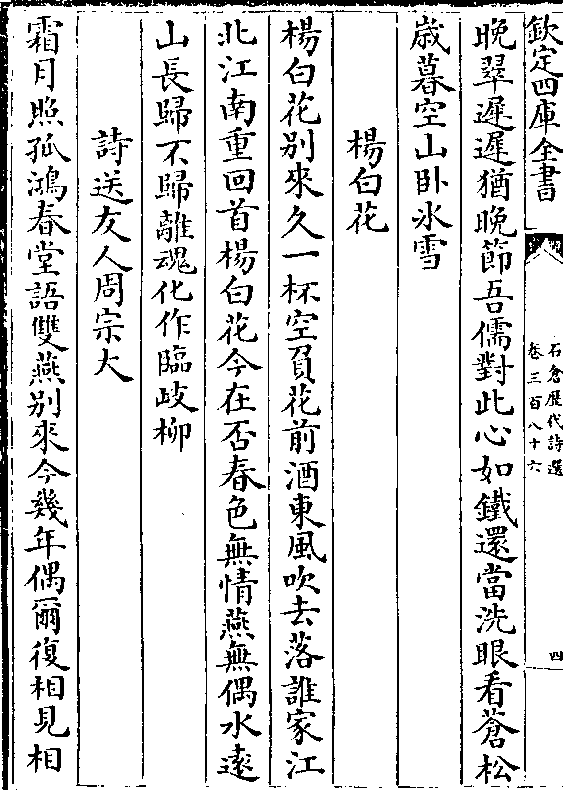 欽定四庫全書
石倉歴代詩選
卷三百八十六
四
晚翠遲遲猶晚節吾儒對此心如鐵還當洗眼看蒼松
歳暮空山卧氷雪
楊白花
楊白花别來久一杯空負花前酒東風吹去落誰家江
北江南重回首楊白花今在否春色無情燕無偶水逺
山長歸不歸離魂化作臨歧柳
詩送友人周宗大
霜月照孤鴻春堂語雙燕别來今幾年偶爾復相見相